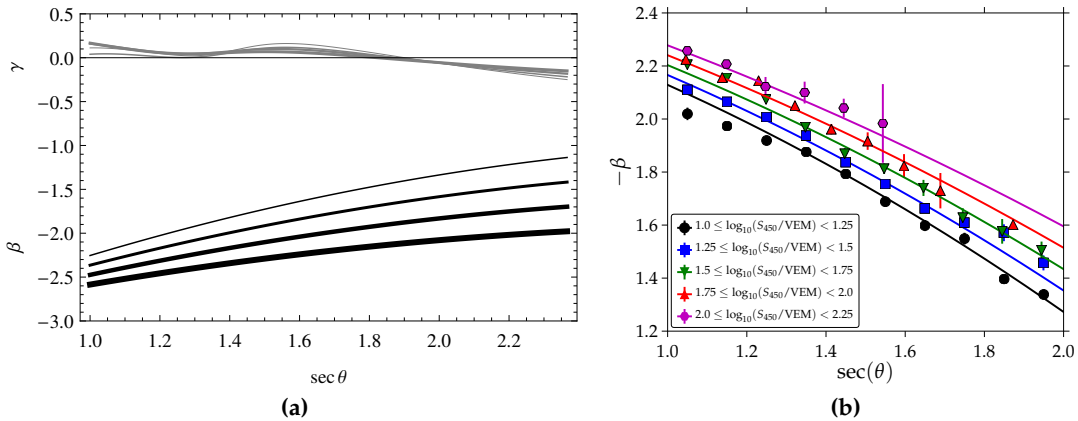 0.5
0.0
−0.5
−1.0
−1.5
−2.0
−2.5
−3.0
γ
β
1.0 1.2 1.4 1.6 1.8 2.0 2.2
sec θ
(a)
2.4
2.2
2.0
1.8
1.6
1.4
1.2
−β
1.0 ≤ log₁₀(S₄₅₀/VEM) < 1.25
1.25 ≤ log₁₀(S₄₅₀/VEM) < 1.5
1.5 ≤ log₁₀(S₄₅₀/VEM) < 1.75
1.75 ≤ log₁₀(S₄₅₀/VEM) < 2.0
2.0 ≤ log₁₀(S₄₅₀/VEM) < 2.25
1.0 1.2 1.4 1.6 1.8 2.0
sec(θ)
(b)